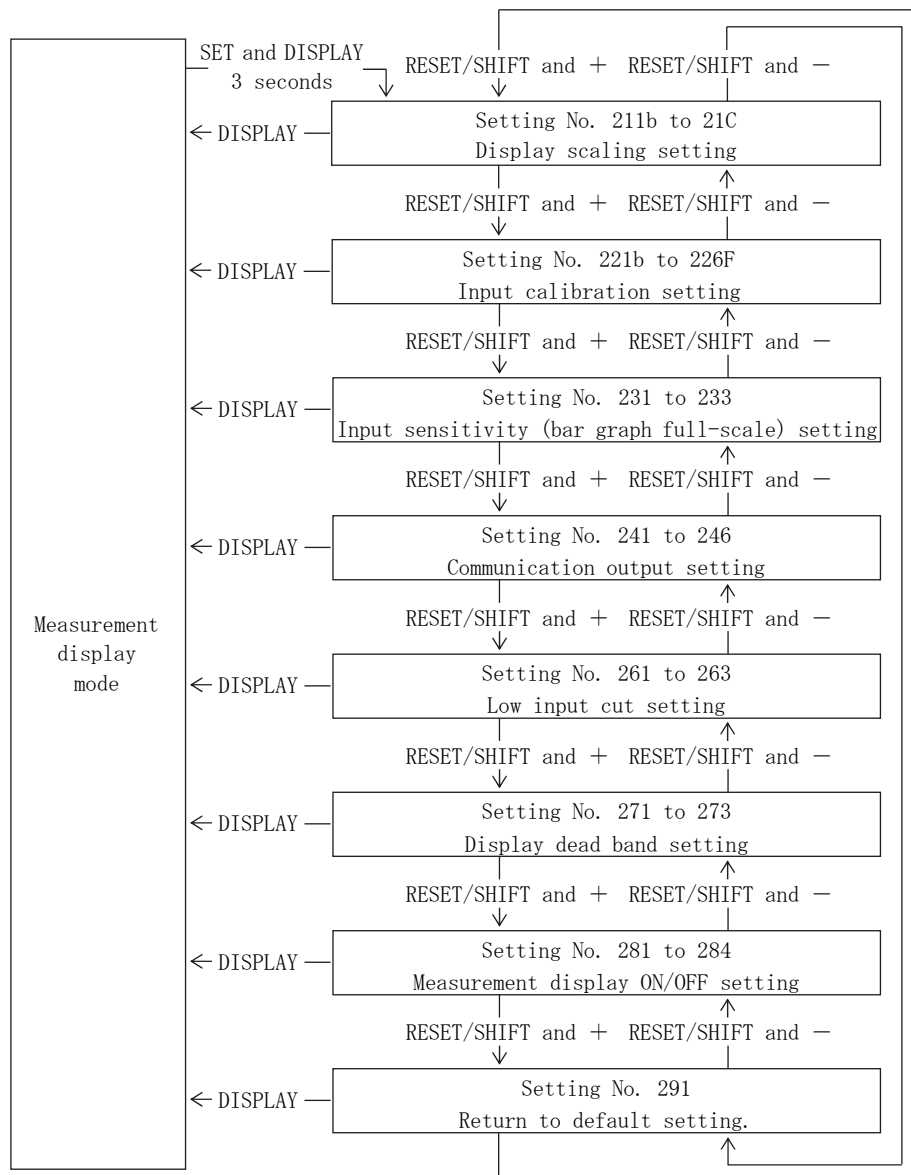 SET and DISPLAY
3 seconds
RESET/SHIFT and + RESET/SHIFT and −
← DISPLAY
Setting No. 211b to 21C
Display scaling setting
RESET/SHIFT and + RESET/SHIFT and −
← DISPLAY
Setting No. 221b to 226F
Input calibration setting
RESET/SHIFT and + RESET/SHIFT and −
← DISPLAY
Setting No. 231 to 233
Input sensitivity (bar graph full-scale) setting
RESET/SHIFT and + RESET/SHIFT and −
← DISPLAY
Setting No. 241 to 246
Communication output setting
RESET/SHIFT and + RESET/SHIFT and −
Measurement
display
mode
← DISPLAY
Setting No. 261 to 263
Low input cut setting
RESET/SHIFT and + RESET/SHIFT and −
← DISPLAY
Setting No. 271 to 273
Display dead band setting
RESET/SHIFT and + RESET/SHIFT and −
← DISPLAY
Setting No. 281 to 284
Measurement display ON/OFF setting
RESET/SHIFT and + RESET/SHIFT and −
← DISPLAY
Setting No. 291
Return to default setting.